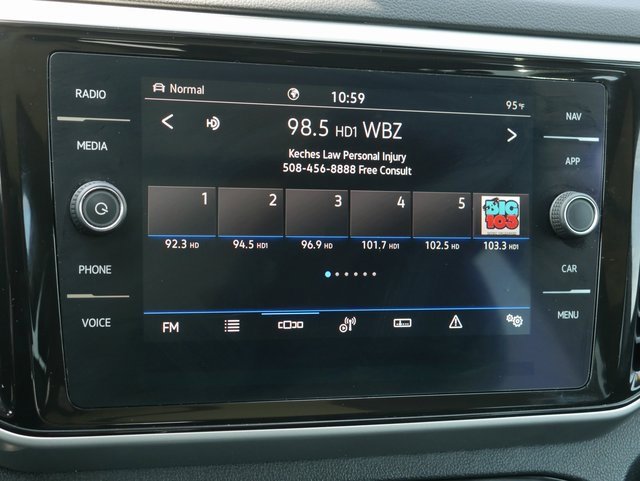 RADIO
MEDIA
PHONE
VOICE
Normal
10:59
95°F
98.5 HD1 WBZ
Keches Law Personal Injury
508-456-8888 Free Consult
1 2 3 4 5 BIG 103
92.3 HD 94.5 HD1 96.9 HD 101.7 HD1 102.5 HD 103.3 HD1
FM
NAV
APP
CAR
MENU